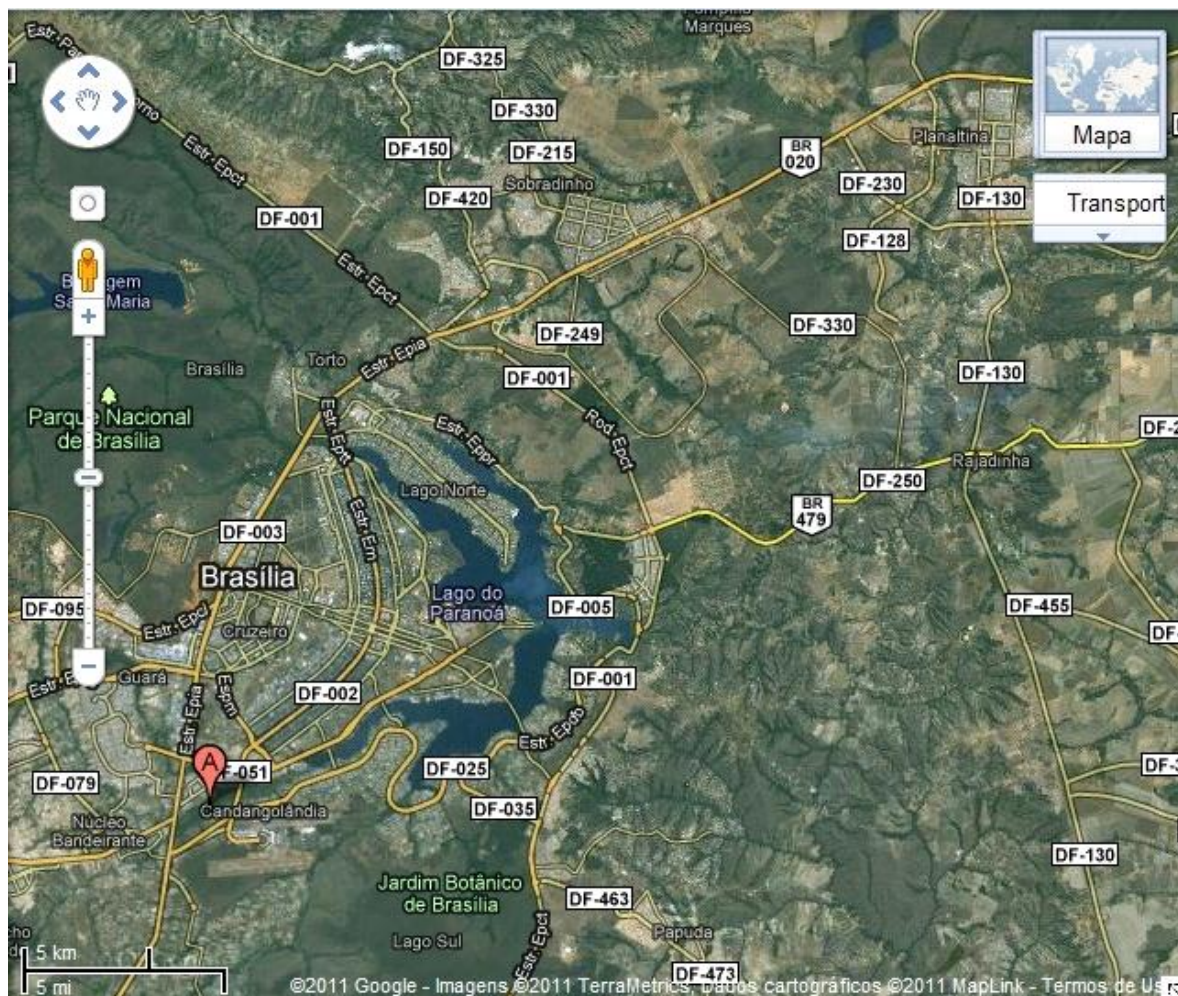 Marques
DF-325
DF-330
BR
020
Planaltina
Mapa
Estr. Epct
DF-150
DF-215
Sobradinho
DF-230
DF-130
Transport
DF-001
DF-420
DF-128
Estr. Epct
DF-249
DF-330
Torto
Estr. Epia
Brasília
DF-001
DF-130
Parque Nacional
de Brasília
Estr. Eptt
Estr. Eppr
Rod. Epct
Rajadinha
Lago Norte
DF-250
BR
479
DF-003
Estr. Em
Brasília
Lago do
Paranoá
DF-095
DF-005
DF-455
Estr. Epcl
Cruzeiro
Guará
DF-002
DF-001
Estr. Epia
Espm
Estr. Epdb
A
DF-051
DF-025
DF-079
Candangolândia
DF-035
Núcleo
Bandeirante
DF-130
Jardim Botânico
de Brasília
DF-463
Lago Sul
Estr. Epct
Papuda
DF-473
5 km
5 mi
©2011 Google - Imagens ©2011 TerraMetrics, Dados cartográficos ©2011 MapLink - Termos de Us